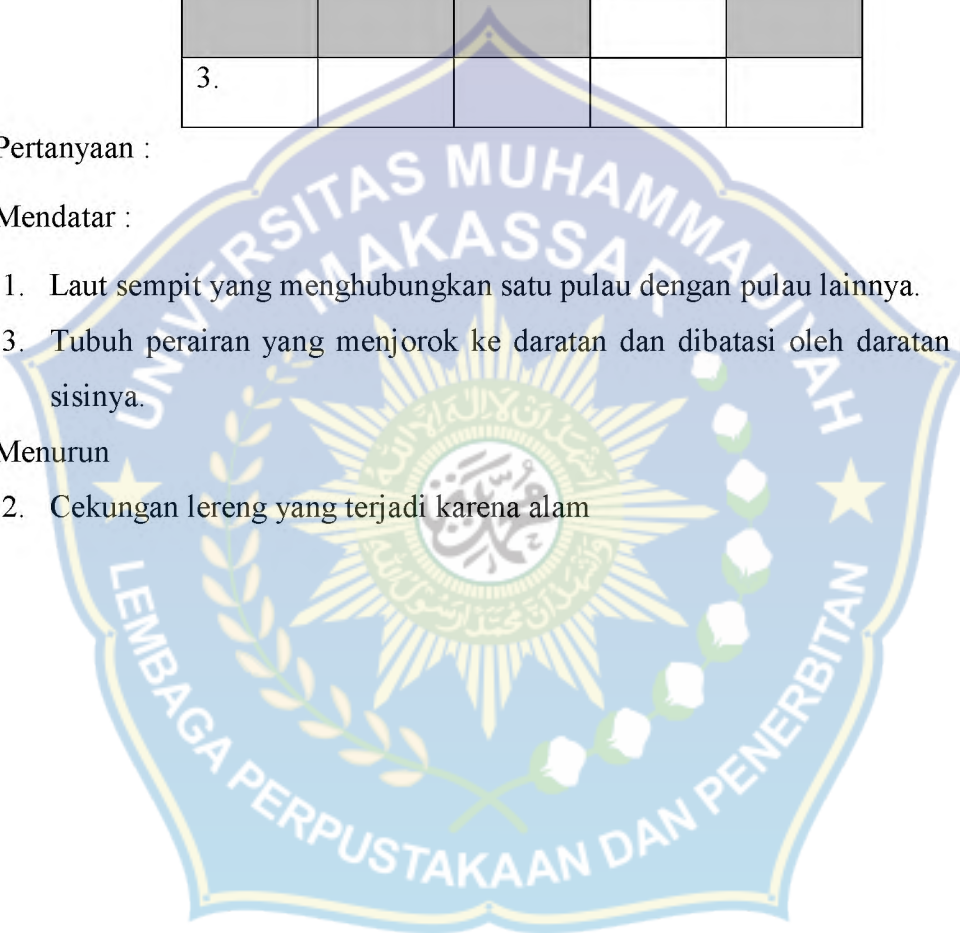 3.
Pertanyaan :
Mendatar :
1. Laut sempit yang menghubungkan satu pulau dengan pulau lainnya.
3. Tubuh perairan yang menjorok ke daratan dan dibatasi oleh daratan
sisinya.
Menurun
2. Cekungan lereng yang terjadi karena alam
UNIVERSITAS MUHAMMADIYAH
MAKASSAR
LEMBAGA PERPUSTAKAAN DAN PENERBITAN